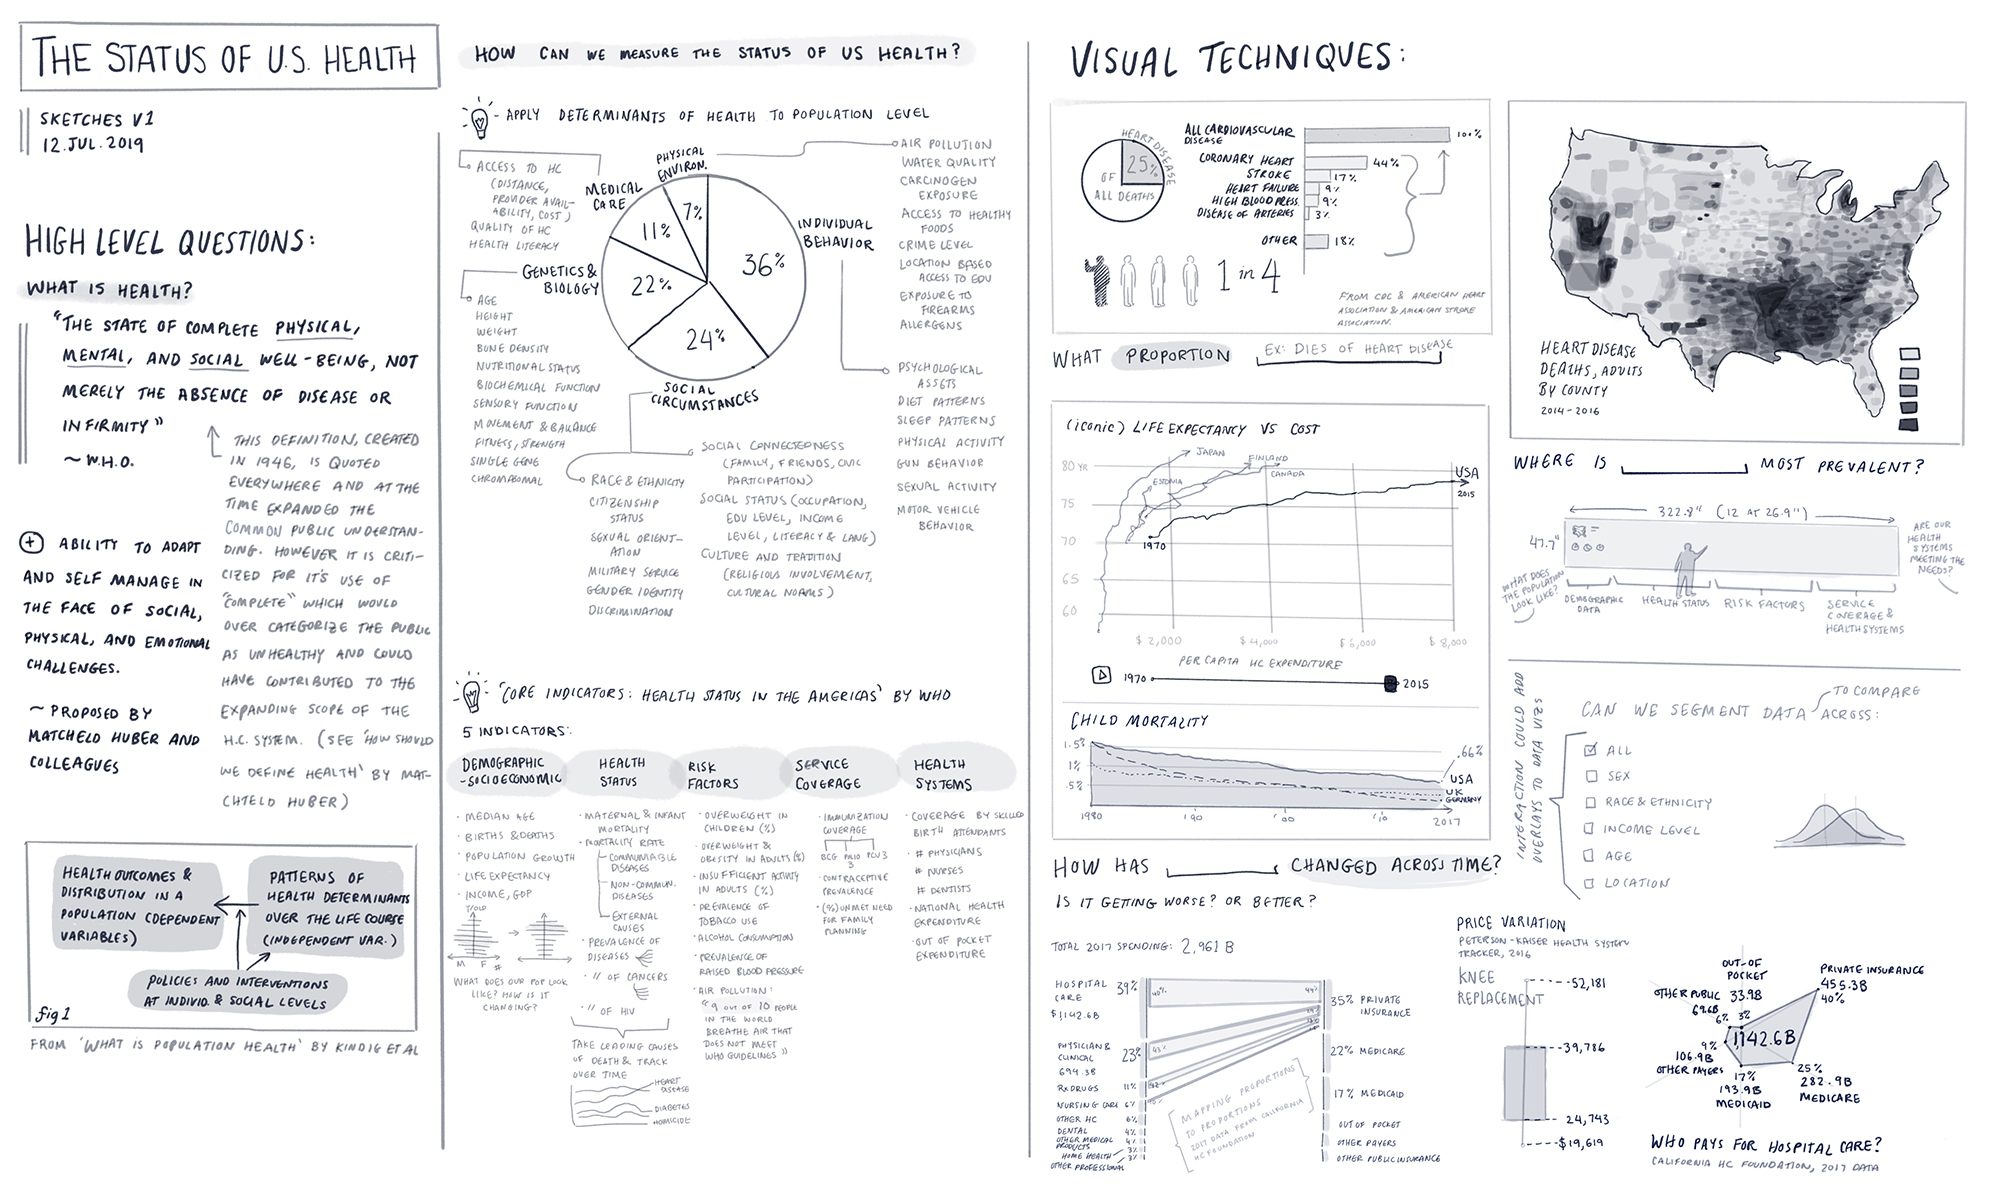 THE STATUS OF U.S. HEALTH
SKETCHES V1
12.JUL.2019
HIGH LEVEL QUESTIONS:
WHAT IS HEALTH?
"THE STATE OF COMPLETE PHYSICAL,
MENTAL, AND SOCIAL WELL-BEING, NOT
MERELY THE ABSENCE OF DISEASE OR
INFIRMITY"
~ W.H.O.
THIS DEFINITION, CREATED
IN 1946, IS QUOTED
EVERYWHERE AND AT THE
TIME EXPANDED THE
COMMON PUBLIC UNDERSTAN-
DING. HOWEVER IT IS CRITI-
CIZED FOR IT'S USE OF
"COMPLETE" WHICH WOULD
OVER CATEGORIZE THE PUBLIC
AS UNHEALTHY AND COULD
HAVE CONTRIBUTED TO THE
EXPANDING SCOPE OF THE
H.C. SYSTEM. (SEE 'HOW SHOULD
WE DEFINE HEALTH' BY MAT-
CHTELD HUBER)
+ ABILITY TO ADAPT
AND SELF MANAGE IN
THE FACE OF SOCIAL,
PHYSICAL, AND EMOTIONAL
CHALLENGES.
~ PROPOSED BY
MATCHELD HUBER AND
COLLEAGUES
HEALTH OUTCOMES &
DISTRIBUTION IN A
POPULATION (DEPENDENT
VARIABLES)
PATTERNS OF
HEALTH DETERMINANTS
OVER THE LIFE COURSE
(INDEPENDENT VAR.)
POLICIES AND INTERVENTIONS
AT INDIVID. & SOCIAL LEVELS
fig 1
FROM 'WHAT IS POPULATION HEALTH' BY KINDIG ET AL
HOW CAN WE MEASURE THE STATUS OF US HEALTH?
- APPLY DETERMINANTS OF HEALTH TO POPULATION LEVEL
ACCESS TO HC
(DISTANCE,
PROVIDER AVAIL-
ABILITY, COST)
QUALITY OF HC
HEALTH LITERACY
MEDICAL
CARE
PHYSICAL
ENVIRON.
INDIVIDUAL
BEHAVIOR
GENETICS &
BIOLOGY
SOCIAL
CIRCUMSTANCES
7%
11%
36%
22%
24%
AGE
HEIGHT
WEIGHT
BONE DENSITY
NUTRITIONAL STATUS
BIOCHEMICAL FUNCTION
SENSORY FUNCTION
MOVEMENT & BALANCE
FITNESS, STRENGTH
SINGLE GENE
CHROMASOMAL
AIR POLLUTION
WATER QUALITY
CARCINOGEN
EXPOSURE
ACCESS TO HEALTHY
FOODS
CRIME LEVEL
LOCATION BASED
ACCESS TO EDU
EXPOSURE TO
FIREARMS
ALLERGENS
PSYCHOLOGICAL
ASSETS
DIET PATTERNS
SLEEP PATTERNS
PHYSICAL ACTIVITY
GUN BEHAVIOR
SEXUAL ACTIVITY
MOTOR VEHICLE
BEHAVIOR
RACE & ETHNICITY
CITIZENSHIP
STATUS
SEXUAL ORIENT-
ATION
MILITARY SERVICE
GENDER IDENTITY
DISCRIMINATION
SOCIAL CONNECTEDNESS
(FAMILY, FRIENDS, CIVIC
PARTICIPATION)
SOCIAL STATUS (OCCUPATION,
EDU LEVEL, INCOME
LEVEL, LITERACY & LANG)
CULTURE AND TRADITION
(RELIGIOUS INVOLVEMENT,
CULTURAL NORMS)
- 'CORE INDICATORS: HEALTH STATUS IN THE AMERICAS' BY WHO
5 INDICATORS:
DEMOGRAPHIC
-SOCIOECONOMIC
HEALTH
STATUS
RISK
FACTORS
SERVICE
COVERAGE
HEALTH
SYSTEMS
· MEDIAN AGE
· BIRTHS & DEATHS
· POPULATION GROWTH
· LIFE EXPECTANCY
· INCOME, GDP
M F #
WHAT DOES OUR POP LOOK
LIKE? HOW IS IT
CHANGING?
· MATERNAL & INFANT
MORTALITY
· MORTALITY RATE
COMMUNIABLE
DISEASES
NON-COMMUN.
DISEASES
EXTERNAL
CAUSES
· PREVALENCE OF
DISEASES
· " OF CANCERS
· " OF HIV
TAKE LEADING CAUSES
OF DEATH & TRACK
OVER TIME
HEART
DISEASE
DIABETES
HOMICIDE
· OVERWEIGHT IN
CHILDREN (%)
· OVERWEIGHT &
OBESITY IN ADULTS (%)
· INSUFFICIENT ACTIVITY
IN ADULTS (%)
· PREVALENCE OF
TOBACCO USE
· ALCOHOL CONSUMPTION
· PREVALENCE OF
RAISED BLOOD PRESSURE
· AIR POLLUTION:
"9 OUT OF 10 PEOPLE
IN THE WORLD
BREATHE AIR THAT
DOES NOT MEET
WHO GUIDELINES"
· IMMUNIZATION
COVERAGE
BCG POLIO PCV3
3
· CONTRACEPTIVE
PREVALENCE
· (%) UNMET NEED
FOR FAMILY
PLANNING
· COVERAGE BY SKILLED
BIRTH ATTENDANTS
· # PHYSICIANS
· # NURSES
· # DENTISTS
· NATIONAL HEALTH
EXPENDITURE
· OUT OF POCKET
EXPENDITURE
VISUAL TECHNIQUES:
HEART DISEASE
25%
OF
ALL DEATHS
ALL CARDIOVASCULAR
DISEASE
100%
CORONARY HEART 44%
STROKE 17%
HEART FAILURE 9%
HIGH BLOOD PRESS. 9%
DISEASE OF ARTERIES 3%
OTHER 18%
1 in 4
FROM CDC & AMERICAN HEART
ASSOCIATION & AMERICAN STROKE
ASSOCIATION.
WHAT PROPORTION
EX: DIES OF HEART DISEASE
(iconic) LIFE EXPECTANCY VS COST
80 YR
75
70
65
60
JAPAN
FINLAND
CANADA
ESTONIA
USA
2015
1970
$2,000
$4,000
$6,000
$8,000
PER CAPITA HC EXPENDITURE
1970
2015
CHILD MORTALITY
1.5%
1%
.5%
.66%
USA
UK
GERMANY
1980
'90
'10
2017
HOW HAS CHANGED ACROSS TIME?
IS IT GETTING WORSE? OR BETTER?
TOTAL 2017 SPENDING: 2,961 B
HOSPITAL
CARE 39%
$1142.6B
PHYSICIAN &
CLINICAL 23%
694.3B
RX DRUGS 11%
NURSING CARE 6%
OTHER HC 6%
DENTAL 4%
OTHER MEDICAL
PRODUCTS 4%
HOME HEALTH 3%
OTHER PROFESSIONAL 3%
40%
44%
43%
35% PRIVATE
INSURANCE
22% MEDICARE
17% MEDICAID
OUT OF POCKET
OTHER PAYERS
OTHER PUBLIC INSURANCE
MAPPING PROPORTIONS
TO PROPORTIONS
2017 DATA FROM CALIFORNIA
HC FOUNDATION
HEART DISEASE
DEATHS, ADULTS
BY COUNTY
2014-2016
WHERE IS MOST PREVALENT?
322.8" (12 AT 26.9")
47.7"
WHAT DOES
THE POPULATION
LOOK LIKE?
ARE OUR
HEALTH
SYSTEMS
MEETING THE
NEEDS?
DEMOGRAPHIC
DATA
HEALTH STATUS
RISK FACTORS
SERVICE
COVERAGE &
HEALTH SYSTEMS
INTERACTION COULD ADD
OVERLAYS TO DATA VIZS
TO COMPARE
CAN WE SEGMENT DATA ACROSS:
ALL
SEX
RACE & ETHNICITY
INCOME LEVEL
AGE
LOCATION
PRICE VARIATION
PETERSON-KAISER HEALTH SYSTEM
TRACKER, 2016
KNEE
REPLACEMENT
52,181
39,786
24,743
$19,619
OUT-OF
POCKET
33.9B
3%
PRIVATE INSURANCE
455.3B
40%
OTHER PUBLIC
69.6B
6%
1142.6B
9%
106.9B
OTHER PAYERS
17%
193.9B
MEDICAID
25%
282.9B
MEDICARE
WHO PAYS FOR HOSPITAL CARE?
CALIFORNIA HC FOUNDATION, 2017 DATA